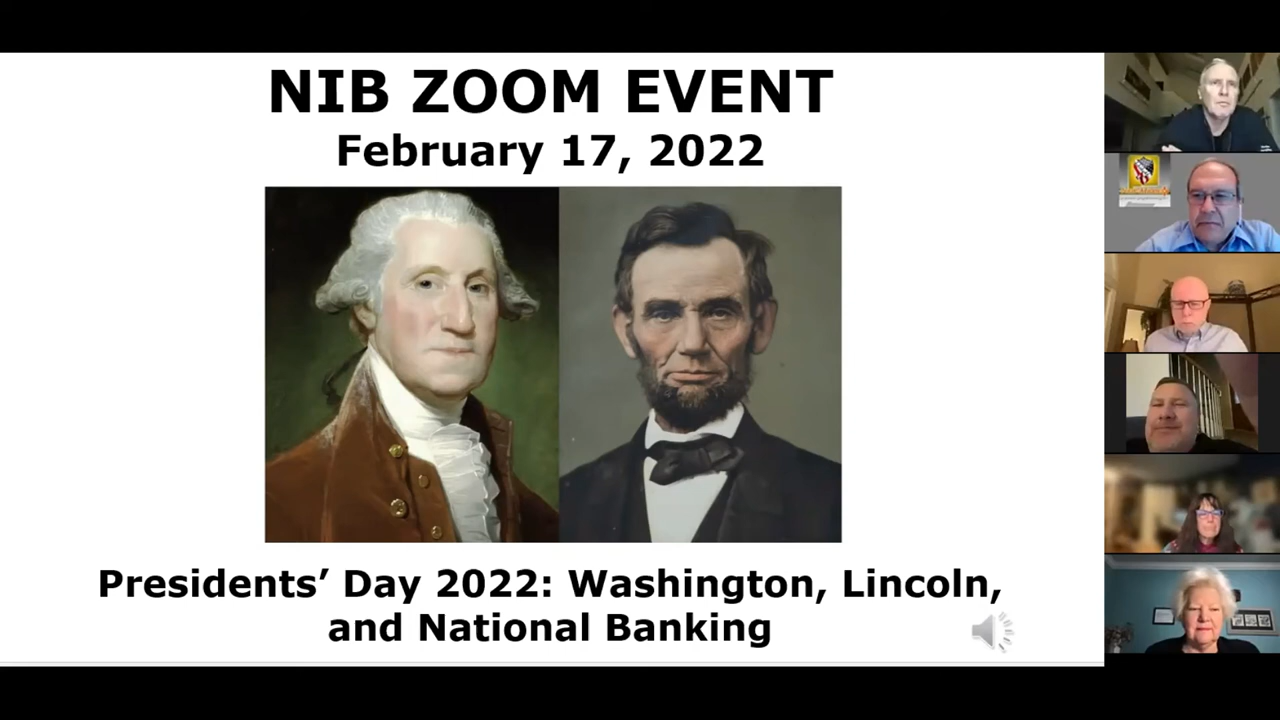 NIB ZOOM EVENT
February 17, 2022
Presidents’ Day 2022: Washington, Lincoln,
and National Banking